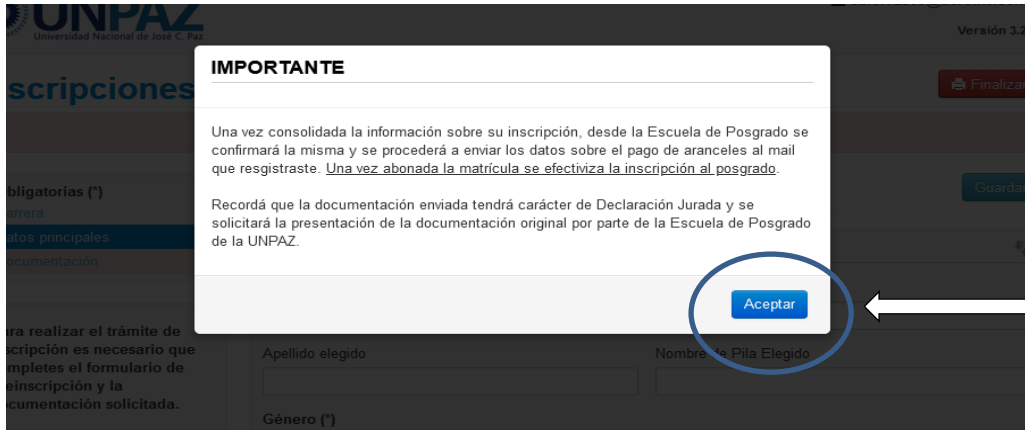 UNPAZ
Universidad Nacional de José C. Paz
Versión 3.2
scripciones
Finalizar
IMPORTANTE
Una vez consolidada la información sobre su inscripción, desde la Escuela de Posgrado se
confirmará la misma y se procederá a enviar los datos sobre el pago de aranceles al mail
que resgistraste. Una vez abonada la matrícula se efectiviza la inscripción al posgrado.
Recordá que la documentación enviada tendrá carácter de Declaración Jurada y se
solicitará la presentación de la documentación original por parte de la Escuela de Posgrado
de la UNPAZ.
Aceptar
bligatorias (*)
arrera
atos principales
ocumentación
Guardar
ara realizar el trámite de
scripción es necesario que
mpletes el formulario de
einscripción y la
ocumentación solicitada.
Apellido elegido
Nombre de Pila Elegido
Género (*)